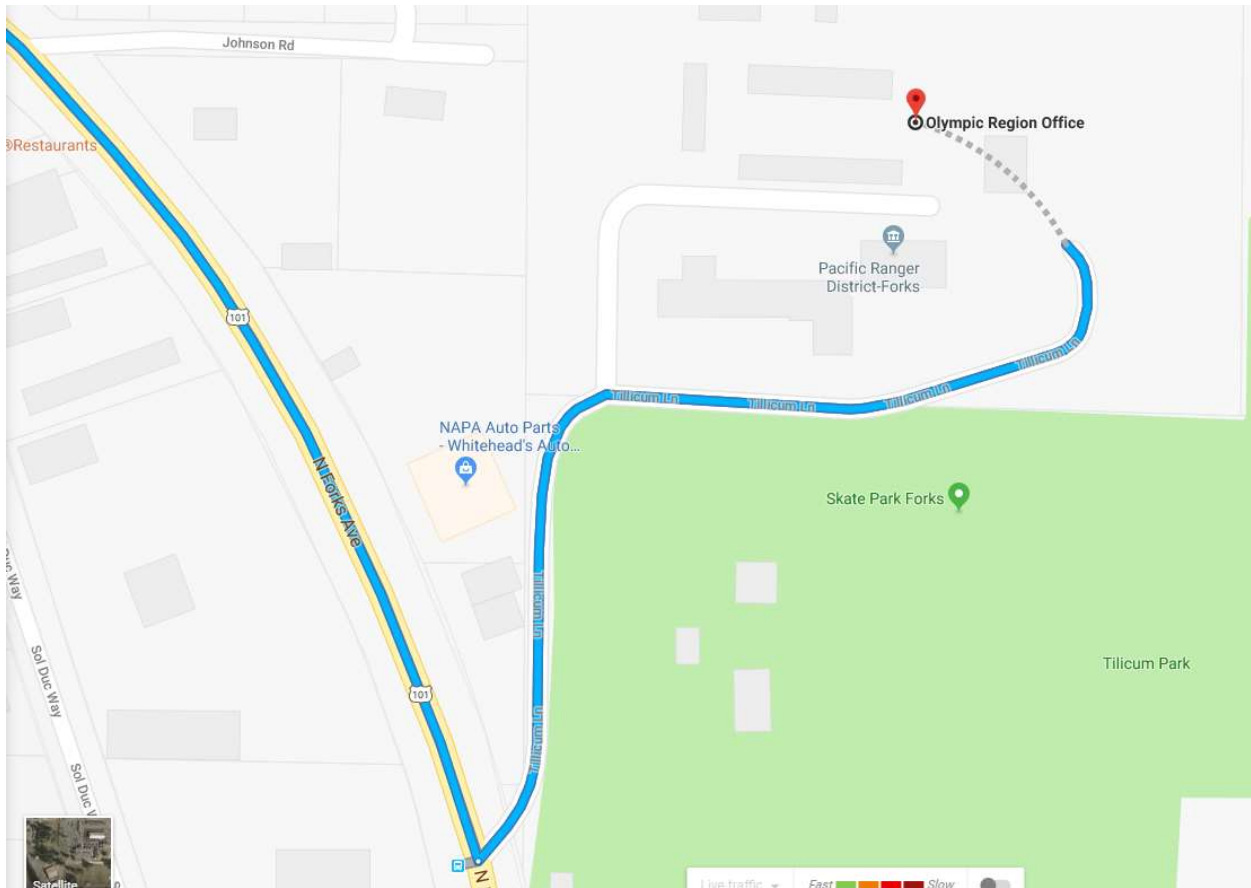 Johnson Rd
®Restaurants
Olympic Region Office
Pacific Ranger
District-Forks
101
Tillicum Ln
Tillicum Ln
Tillicum Ln
Tillicum Ln
NAPA Auto Parts
- Whitehead's Auto...
N Forks Ave
Skate Park Forks
Tillicum Ln
Way
Sol Duc Way
Tilicum Park
101
Tillicum Ln
Sol Duc
N
Satellite
Live traffic
Fast
Slow